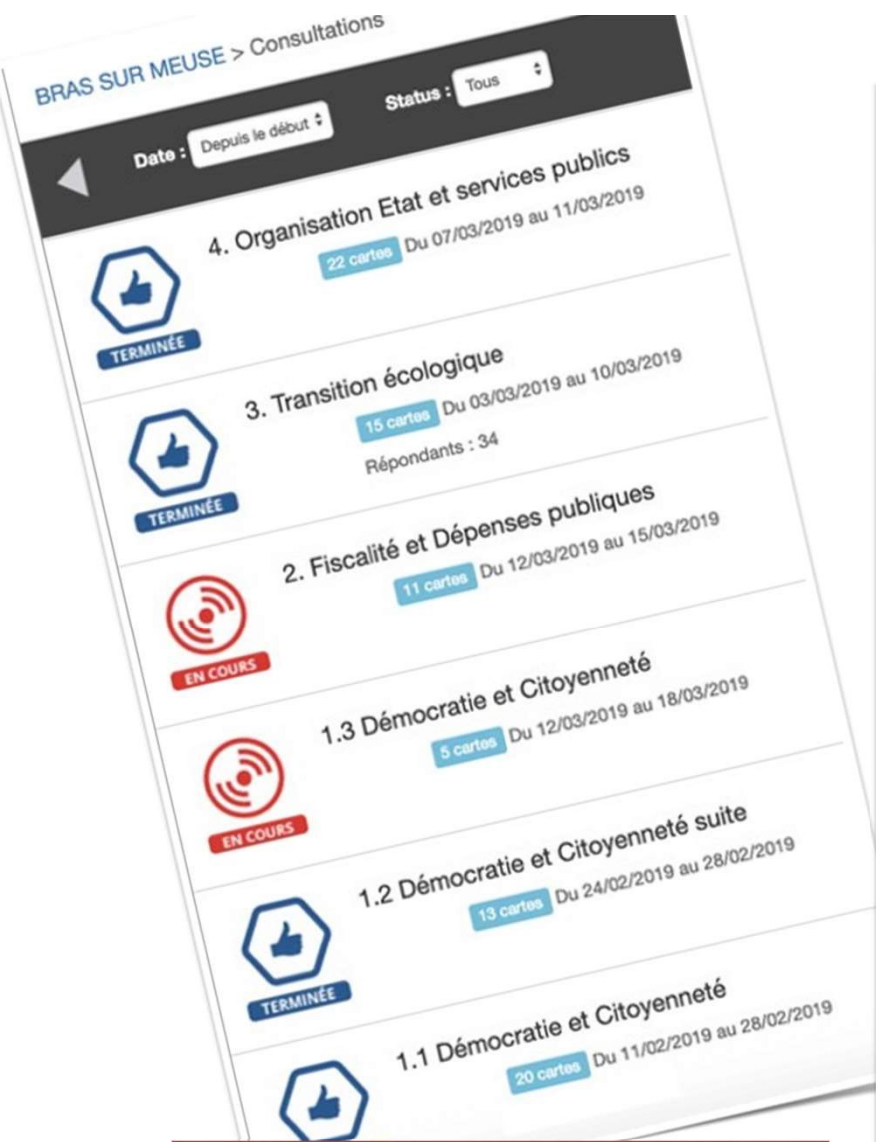 BRAS SUR MEUSE > Consultations
Date : Depuis le début Status : Tous
4. Organisation Etat et services publics
22 cartes Du 07/03/2019 au 11/03/2019
TERMINÉE
3. Transition écologique
15 cartes Du 03/03/2019 au 10/03/2019
Répondants : 34
TERMINÉE
2. Fiscalité et Dépenses publiques
11 cartes Du 12/03/2019 au 15/03/2019
EN COURS
1.3 Démocratie et Citoyenneté
5 cartes Du 12/03/2019 au 18/03/2019
EN COURS
1.2 Démocratie et Citoyenneté suite
13 cartes Du 24/02/2019 au 28/02/2019
TERMINÉE
1.1 Démocratie et Citoyenneté
20 cartes Du 11/02/2019 au 28/02/2019